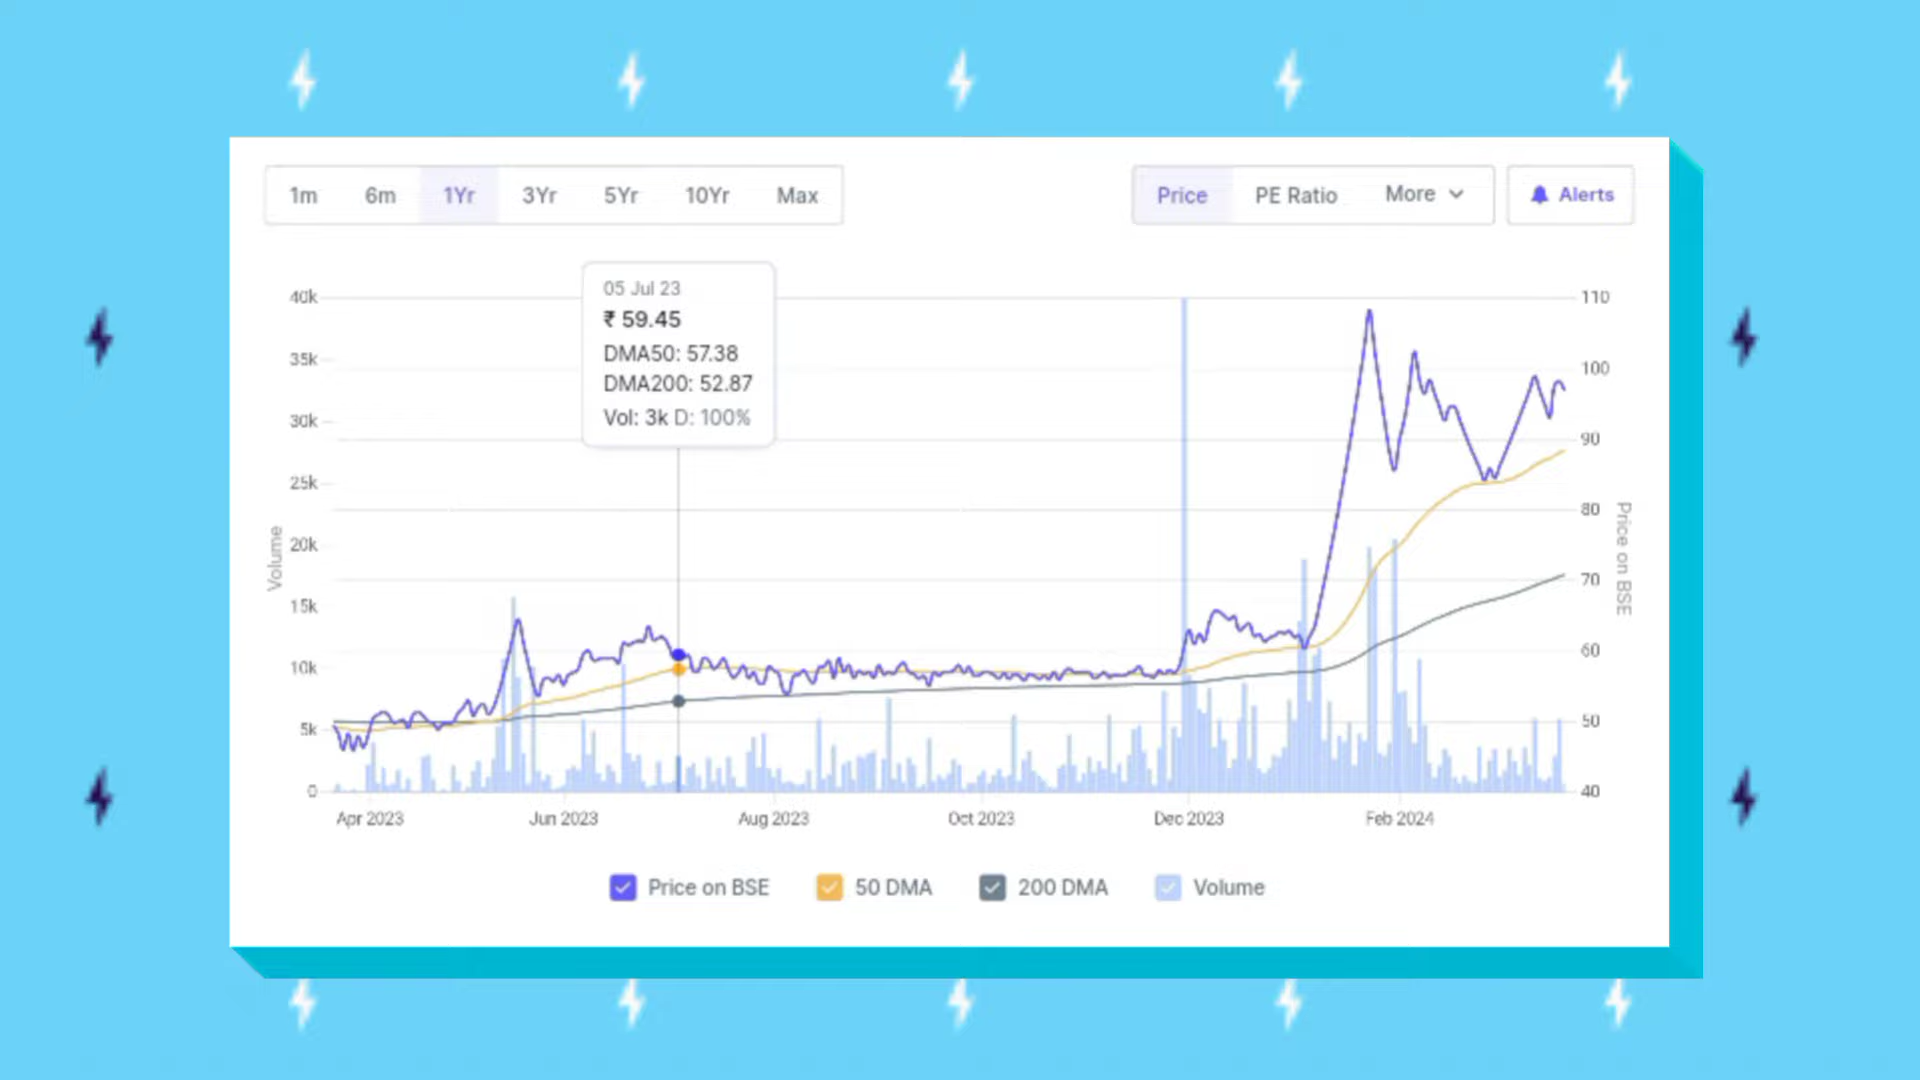 1m 6m 1Yr 3Yr 5Yr 10Yr Max
Price PE Ratio More Alerts
05 Jul 23
₹ 59.45
DMA50: 57.38
DMA200: 52.87
Vol: 3k D: 100%
40k
35k
30k
25k
20k
15k
10k
5k
0
Volume
110
100
90
80
70
60
50
40
Price on BSE
Apr 2023 Jun 2023 Aug 2023 Oct 2023 Dec 2023 Feb 2024
Price on BSE 50 DMA 200 DMA Volume